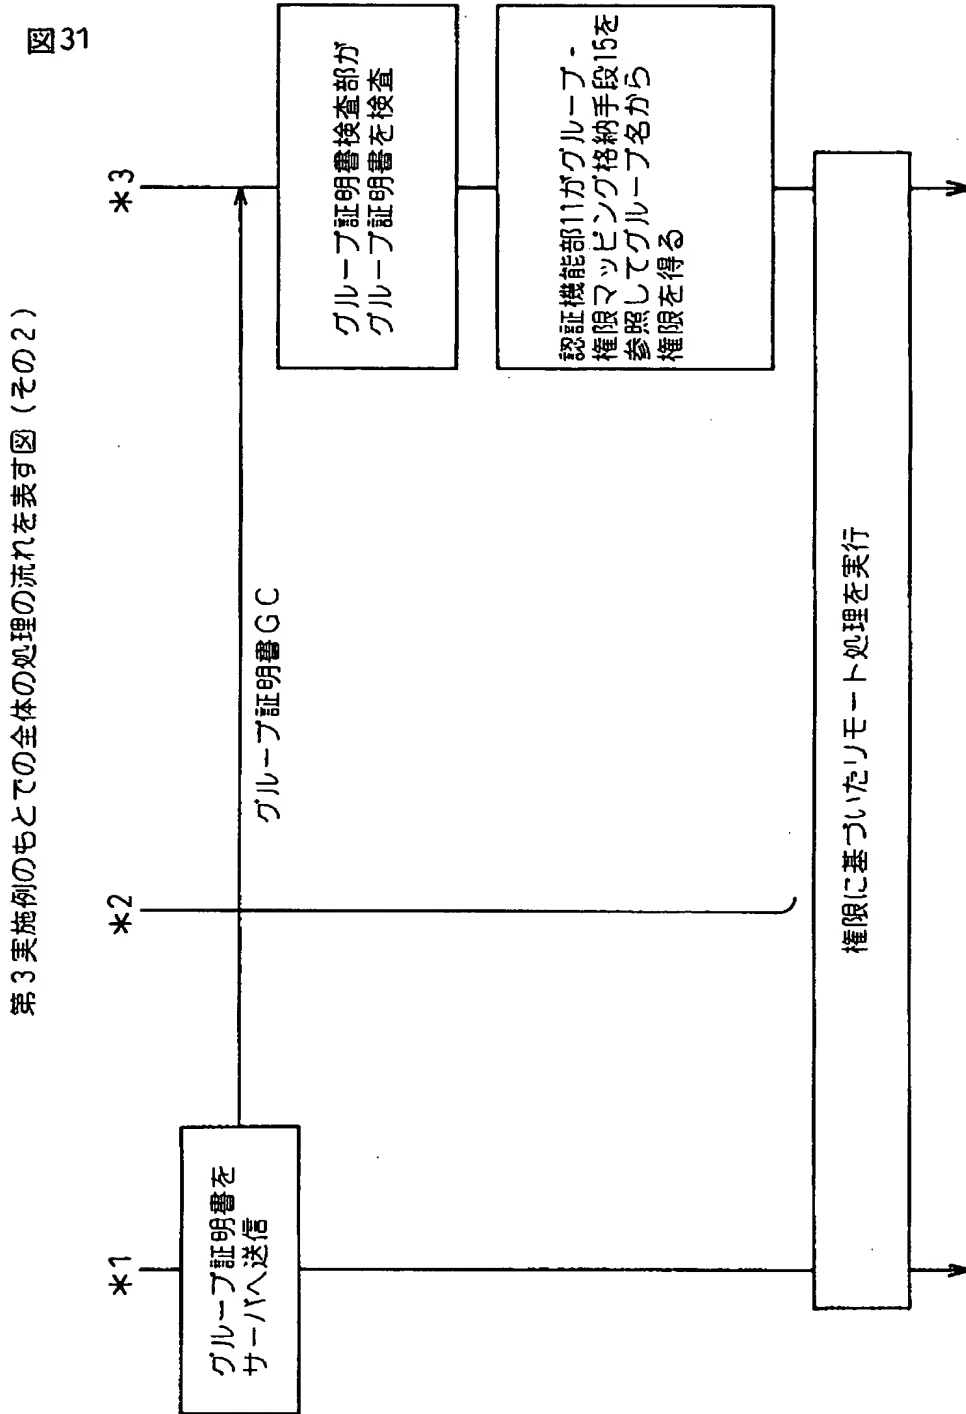 図31
第3実施例のもとでの全体の処理の流れを表す図(その2)
*1
*2
*3
グループ証明書を
サーバへ送信
グループ証明書GC
グループ証明書検査部が
グループ証明書を検査
認証機能部11がグループ-
権限マッピング格納手段15を
参照してグループ名から
権限を得る
権限に基づいたリモート処理を実行